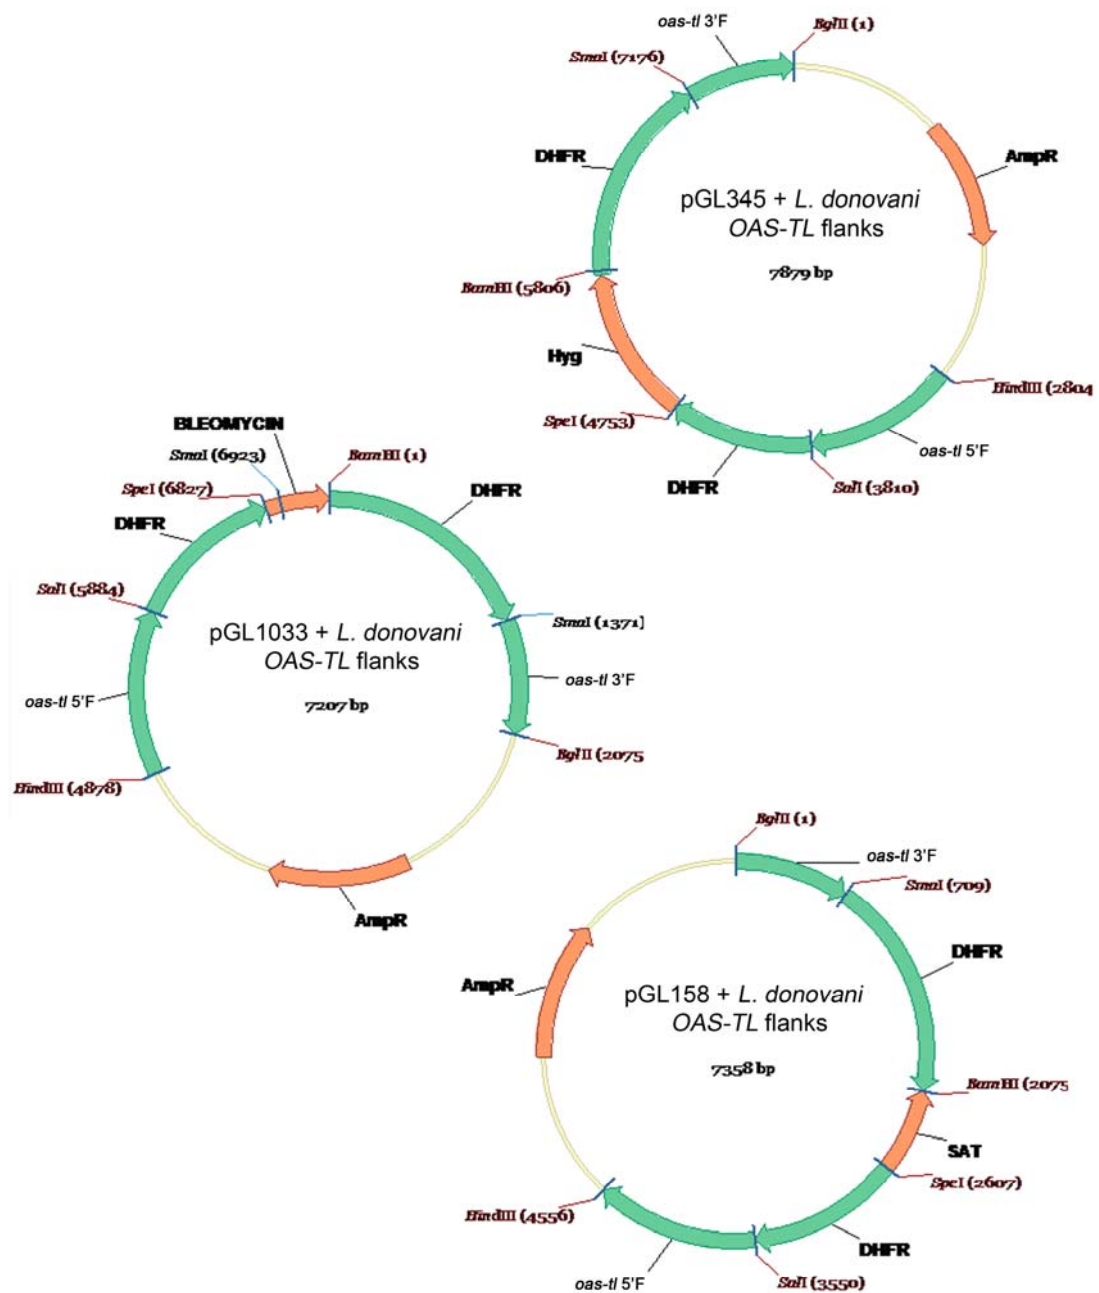 oas-tl 3'F
BglII (1)
SmaI (7176)
DHFR
AmpR
pGL345 + L. donovani
OAS-TL flanks
7879 bp
BamHI (5806)
Hyg
HindIII (2804
SpeI (4753)
oas-tl 5'F
DHFR
SalI (3810)
BLEOMYCIN
SmaI (6923)
BamHI (1)
SpeI (6827)
DHFR
DHFR
SalI (5884)
SmaI (1371)
pGL1033 + L. donovani
OAS-TL flanks
oas-tl 3'F
oas-tl 5'F
7207 bp
BglII (2075
HindIII (4878)
AmpR
BglII (1)
oas-tl 3'F
SmaI (709)
DHFR
AmpR
pGL158 + L. donovani
OAS-TL flanks
7358 bp
BamHI (2075
SAT
SpeI (2607)
HindIII (4556)
DHFR
oas-tl 5'F
SalI (3550)